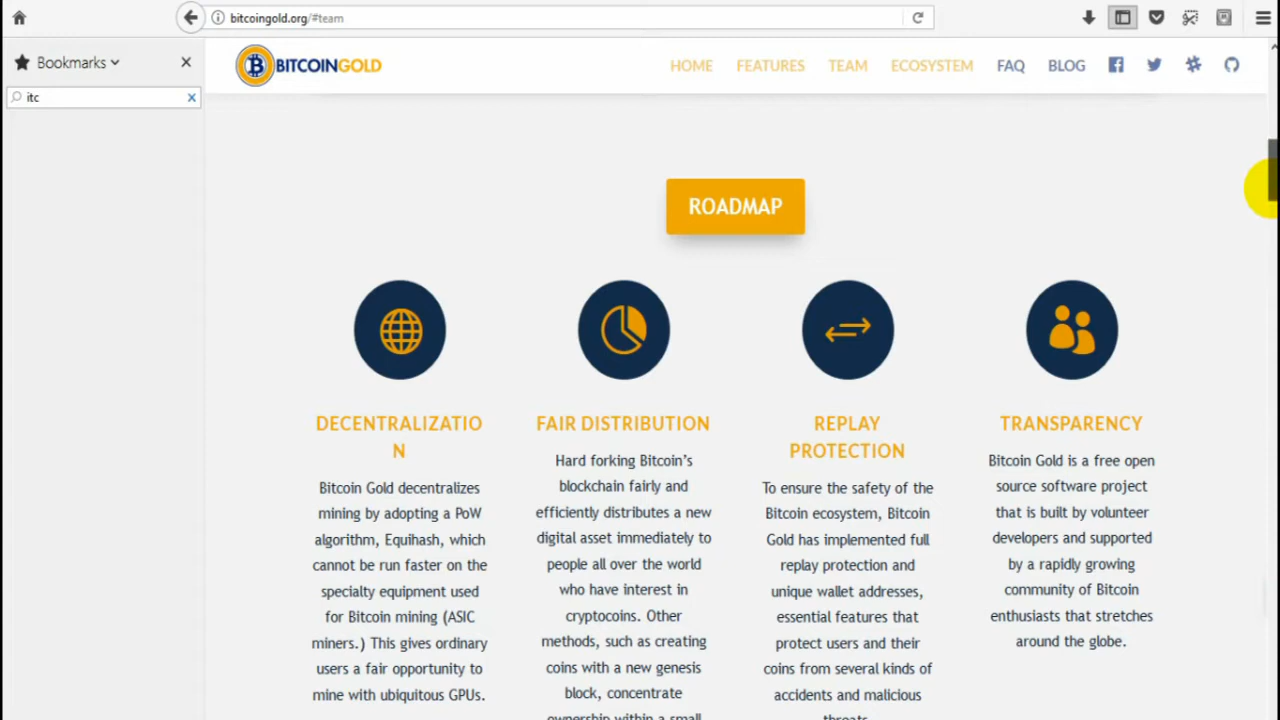 bitcoingold.org/#team
Bookmarks
itc
BITCOINGOLD
HOME FEATURES TEAM ECOSYSTEM FAQ BLOG
ROADMAP
DECENTRALIZATIO
N
Bitcoin Gold decentralizes
mining by adopting a PoW
algorithm, Equihash, which
cannot be run faster on the
specialty equipment used
for Bitcoin mining (ASIC
miners.) This gives ordinary
users a fair opportunity to
mine with ubiquitous GPUs.
FAIR DISTRIBUTION
Hard forking Bitcoin’s
blockchain fairly and
efficiently distributes a new
digital asset immediately to
people all over the world
who have interest in
cryptocoins. Other
methods, such as creating
coins with a new genesis
block, concentrate
ownership within a small
REPLAY
PROTECTION
To ensure the safety of the
Bitcoin ecosystem, Bitcoin
Gold has implemented full
replay protection and
unique wallet addresses,
essential features that
protect users and their
coins from several kinds of
accidents and malicious
threats.
TRANSPARENCY
Bitcoin Gold is a free open
source software project
that is built by volunteer
developers and supported
by a rapidly growing
community of Bitcoin
enthusiasts that stretches
around the globe.